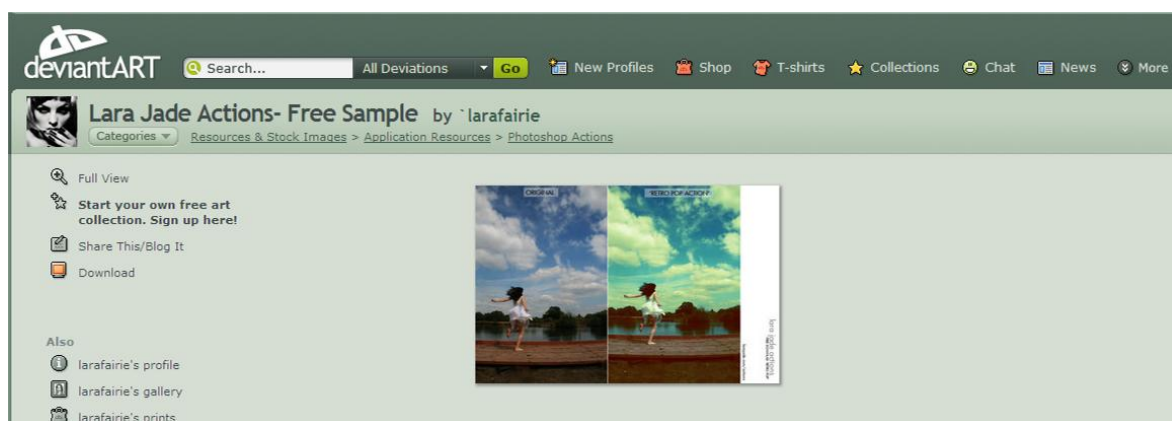 deviantART Search... All Deviations Go New Profiles Shop T-shirts Collections Chat News More
Lara Jade Actions- Free Sample by `larafairie
Categories Resources & Stock Images > Application Resources > Photoshop Actions
Full View
Start your own free art
collection. Sign up here!
Share This/Blog It
Download
ORIGINAL
'RETRO POP ACTION'
lara jade actions
Also
larafairie's profile
larafairie's gallery
larafairie's prints